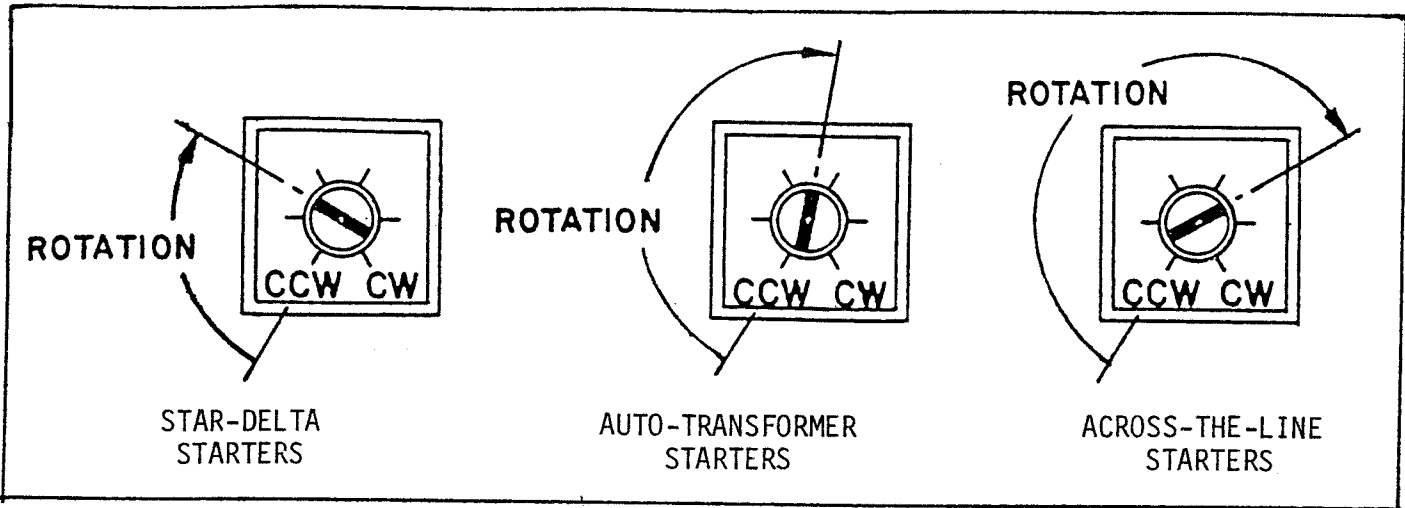 ROTATION
CCW CW
STAR-DELTA
STARTERS
ROTATION
CCW CW
AUTO-TRANSFORMER
STARTERS
ROTATION
CCW CW
ACROSS-THE-LINE
STARTERS